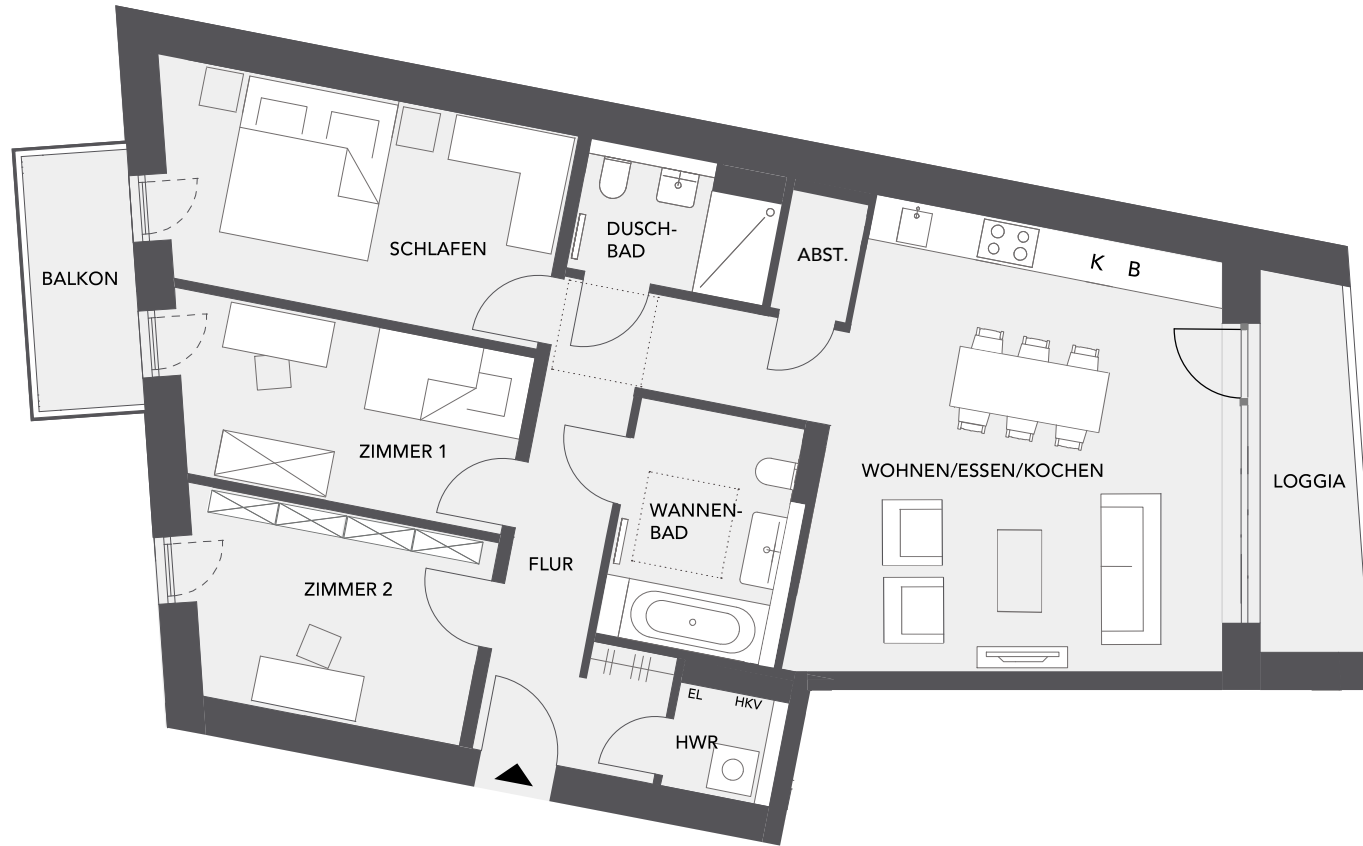 SCHLAFEN
DUSCH-
BAD
ABST.
K B
BALKON
ZIMMER 1
WOHNEN/ESSEN/KOCHEN
LOGGIA
WANNEN-
BAD
FLUR
ZIMMER 2
EL
HKV
HWR